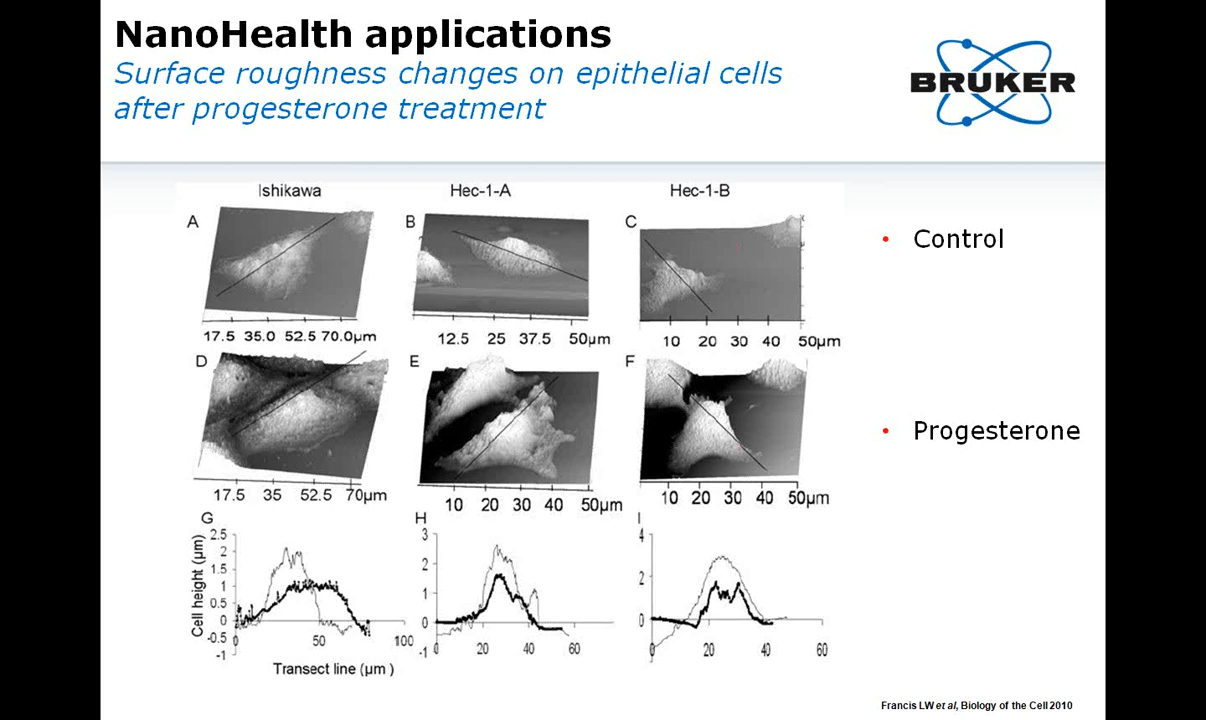 NanoHealth applications
Surface roughness changes on epithelial cells
after progesterone treatment
BRUKER
Ishikawa
Hec-1-A
Hec-1-B
A
B
C
17.5 35.0 52.5 70.0µm
12.5 25 37.5 50µm
10 20 30 40 50µm
• Control
D
E
F
17.5 35 52.5 70µm
10 20 30 40 50µm
10 20 30 40 50µm
• Progesterone
G
H
I
Cell height (µm)
2.5
2
1.5
1
0.5
0
-0.5
-1
0 50 100
3
2
1
0
-1
0 20 40 60
4
2
0
0 20 40 60
Transect line (µm )
Francis LW et al, Biology of the Cell 2010